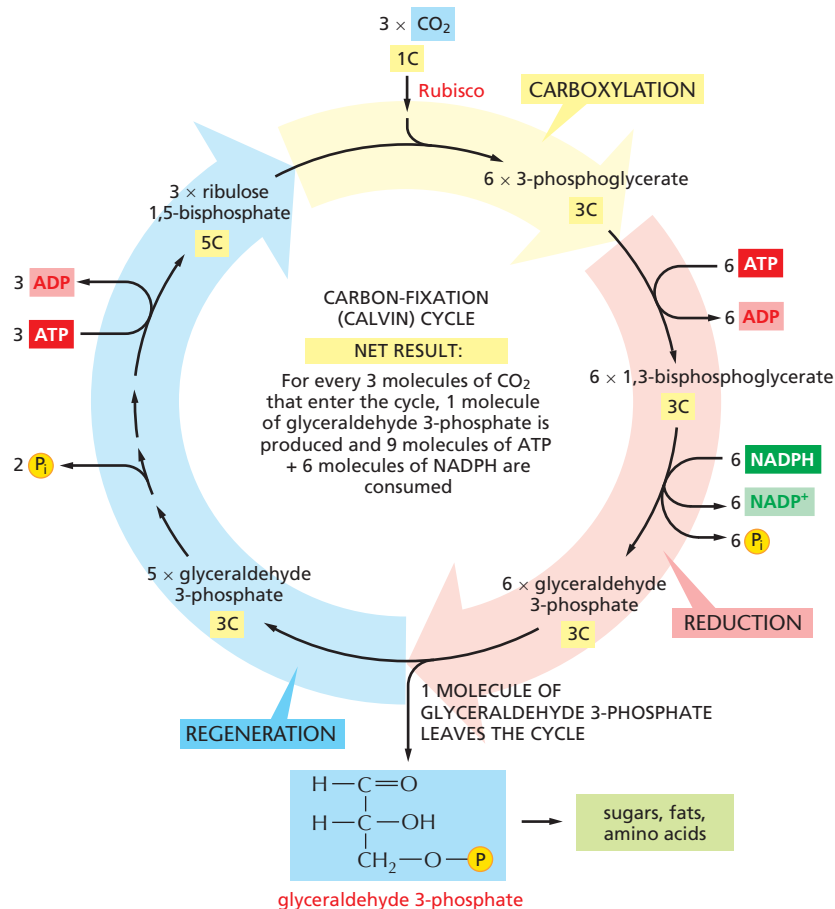 3 × CO₂
1C
Rubisco
CARBOXYLATION
6 × 3-phosphoglycerate
3C
6 ATP
6 ADP
6 × 1,3-bisphosphoglycerate
3C
6 NADPH
6 NADP⁺
6 Pᵢ
REDUCTION
6 × glyceraldehyde
3-phosphate
3C
1 MOLECULE OF
GLYCERALDEHYDE 3-PHOSPHATE
LEAVES THE CYCLE
REGENERATION
5 × glyceraldehyde
3-phosphate
3C
2 Pᵢ
3 ATP
3 ADP
3 × ribulose
1,5-bisphosphate
5C
CARBON-FIXATION
(CALVIN) CYCLE
NET RESULT:
For every 3 molecules of CO₂
that enter the cycle, 1 molecule
of glyceraldehyde 3-phosphate is
produced and 9 molecules of ATP
+ 6 molecules of NADPH are
consumed
H—C=O
H—C—OH
CH₂—O—P
glyceraldehyde 3-phosphate
sugars, fats,
amino acids